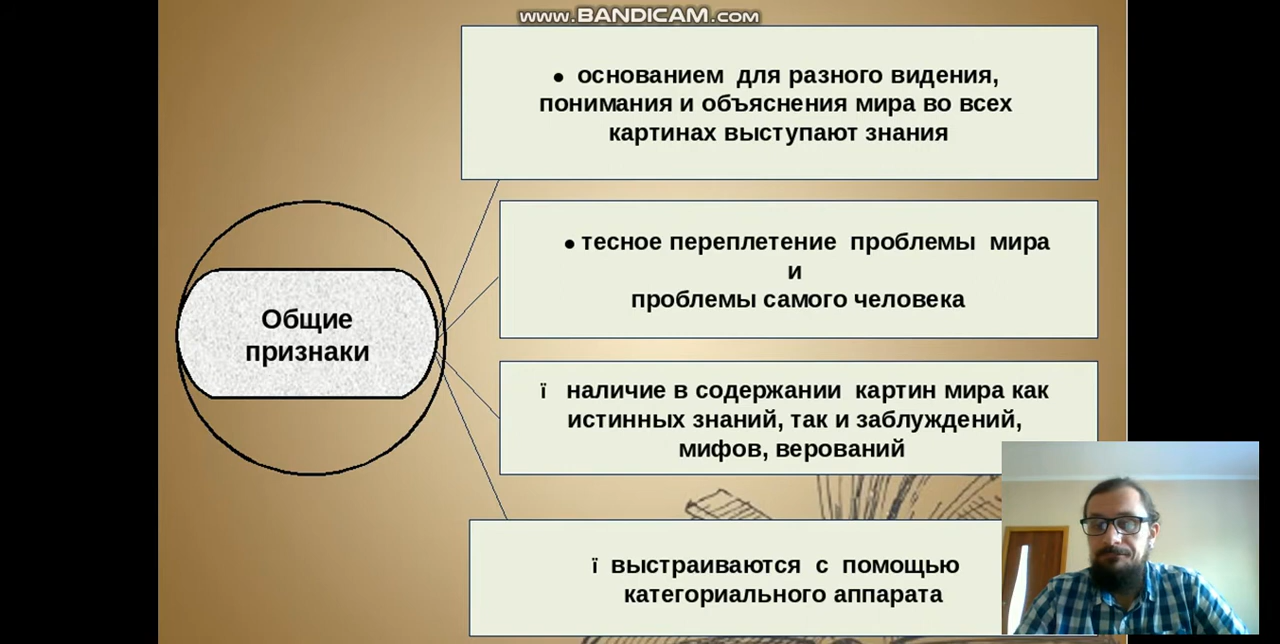 www.BANDICAM.com
• основанием для разного видения,
понимания и объяснения мира во всех
картинах выступают знания
• тесное переплетение проблемы мира
и
проблемы самого человека
Общие
признаки
ї наличие в содержании картин мира как
истинных знаний, так и заблуждений,
мифов, верований
ї выстраиваются с помощью
категориального аппарата